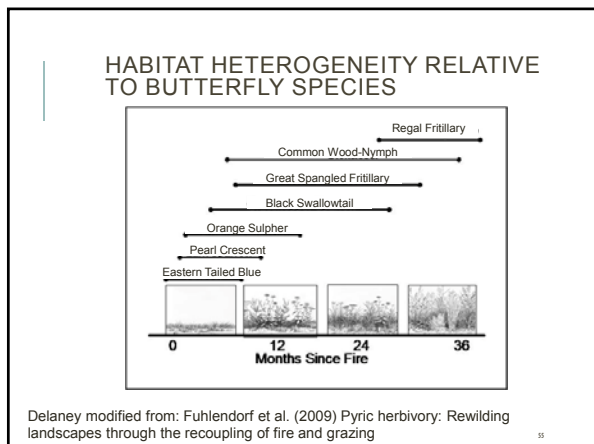 HABITAT HETEROGENEITY RELATIVE
TO BUTTERFLY SPECIES
Regal Fritillary
Common Wood-Nymph
Great Spangled Fritillary
Black Swallowtail
Orange Sulpher
Pearl Crescent
Eastern Tailed Blue
0 12 24 36
Months Since Fire
Delaney modified from: Fuhlendorf et al. (2009) Pyric herbivory: Rewilding
landscapes through the recoupling of fire and grazing
55